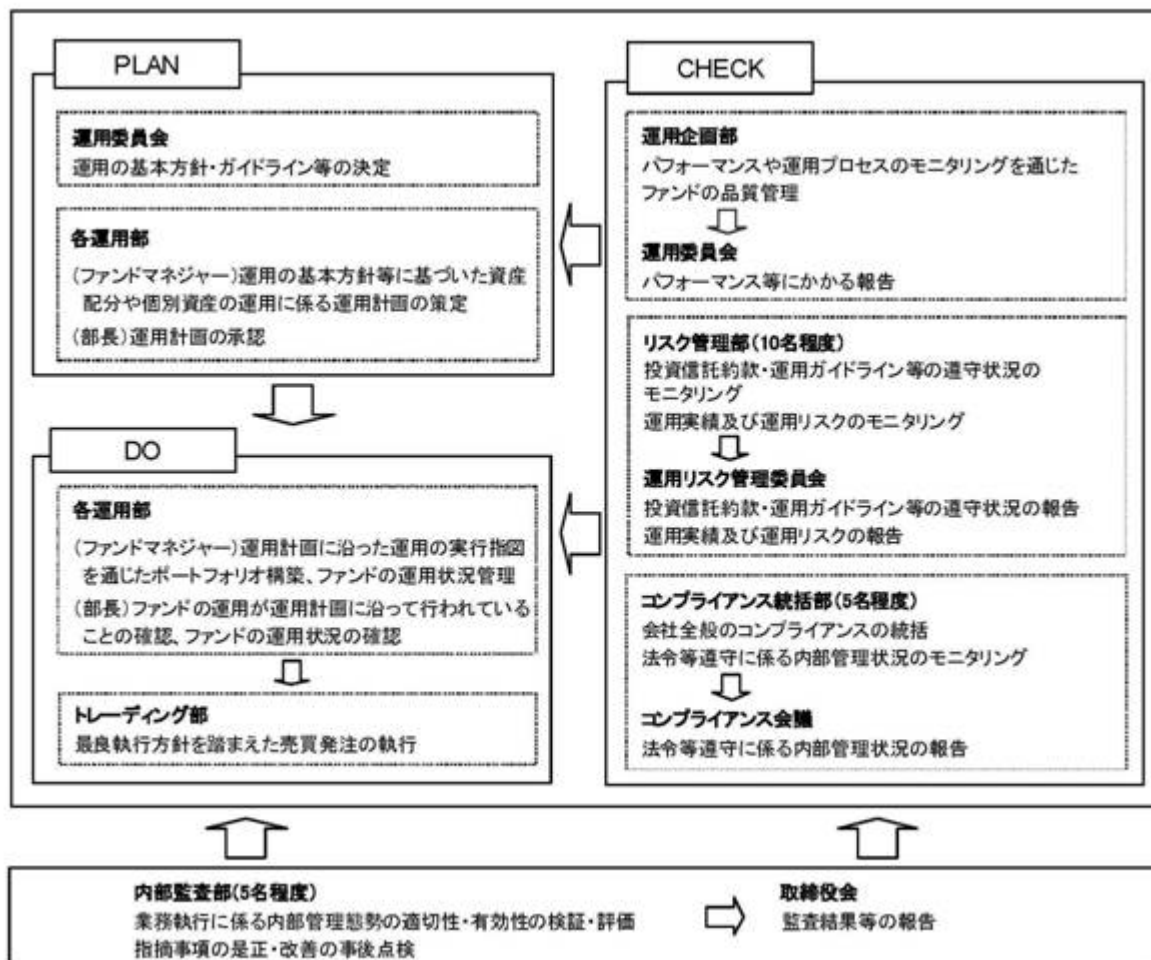 PLAN
運用委員会
運用の基本方針・ガイドライン等の決定
各運用部
(ファンドマネジャー)運用の基本方針等に基づいた資産
配分や個別資産の運用に係る運用計画の策定
(部長)運用計画の承認
DO
各運用部
(ファンドマネジャー)運用計画に沿った運用の実行指図
を通じたポートフォリオ構築、ファンドの運用状況管理
(部長)ファンドの運用が運用計画に沿って行われている
ことの確認、ファンドの運用状況の確認
トレーディング部
最良執行方針を踏まえた売買発注の執行
CHECK
運用企画部
パフォーマンスや運用プロセスのモニタリングを通じた
ファンドの品質管理
運用委員会
パフォーマンス等にかかる報告
リスク管理部(10名程度)
投資信託約款・運用ガイドライン等の遵守状況の
モニタリング
運用実績及び運用リスクのモニタリング
運用リスク管理委員会
投資信託約款・運用ガイドライン等の遵守状況の報告
運用実績及び運用リスクの報告
コンプライアンス統括部(5名程度)
会社全般のコンプライアンスの統括
法令等遵守に係る内部管理状況のモニタリング
コンプライアンス会議
法令等遵守に係る内部管理状況の報告
内部監査部(5名程度)
業務執行に係る内部管理態勢の適切性・有効性の検証・評価
指摘事項の是正・改善の事後点検
取締役会
監査結果等の報告